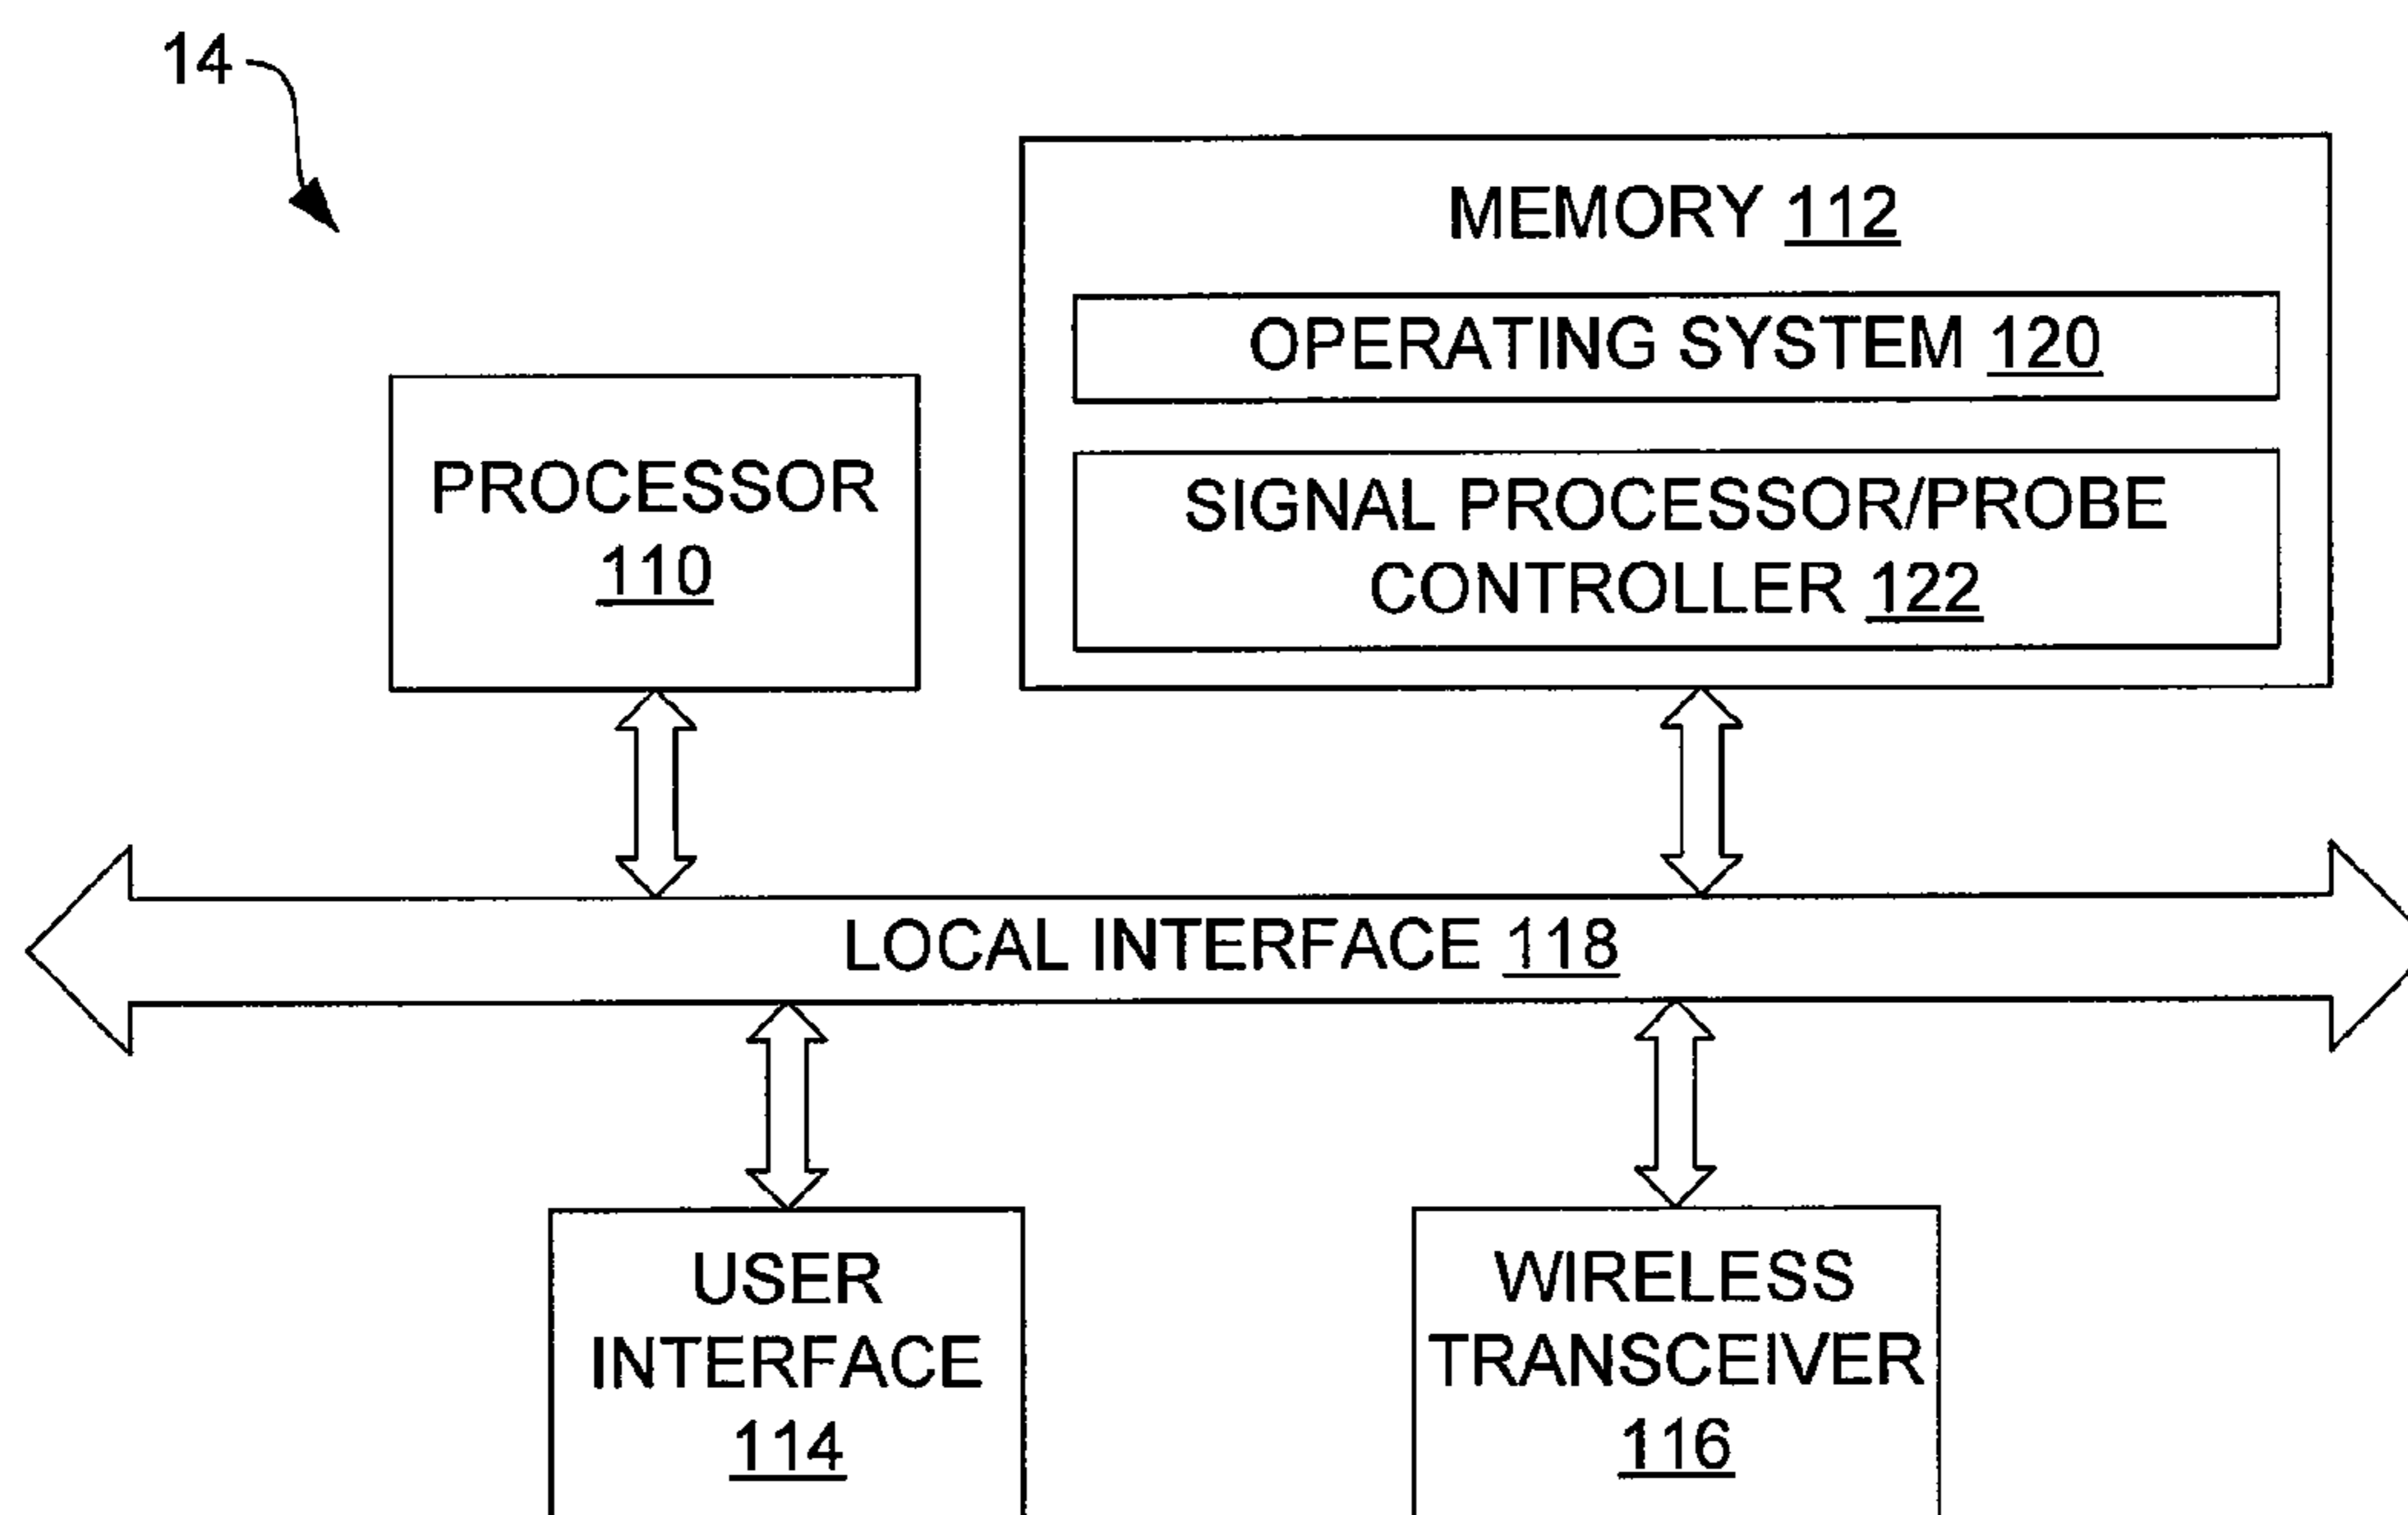 14
MEMORY 112
OPERATING SYSTEM 120
PROCESSOR
110
SIGNAL PROCESSOR/PROBE
CONTROLLER 122
LOCAL INTERFACE 118
USER
INTERFACE
114
WIRELESS
TRANSCEIVER
116